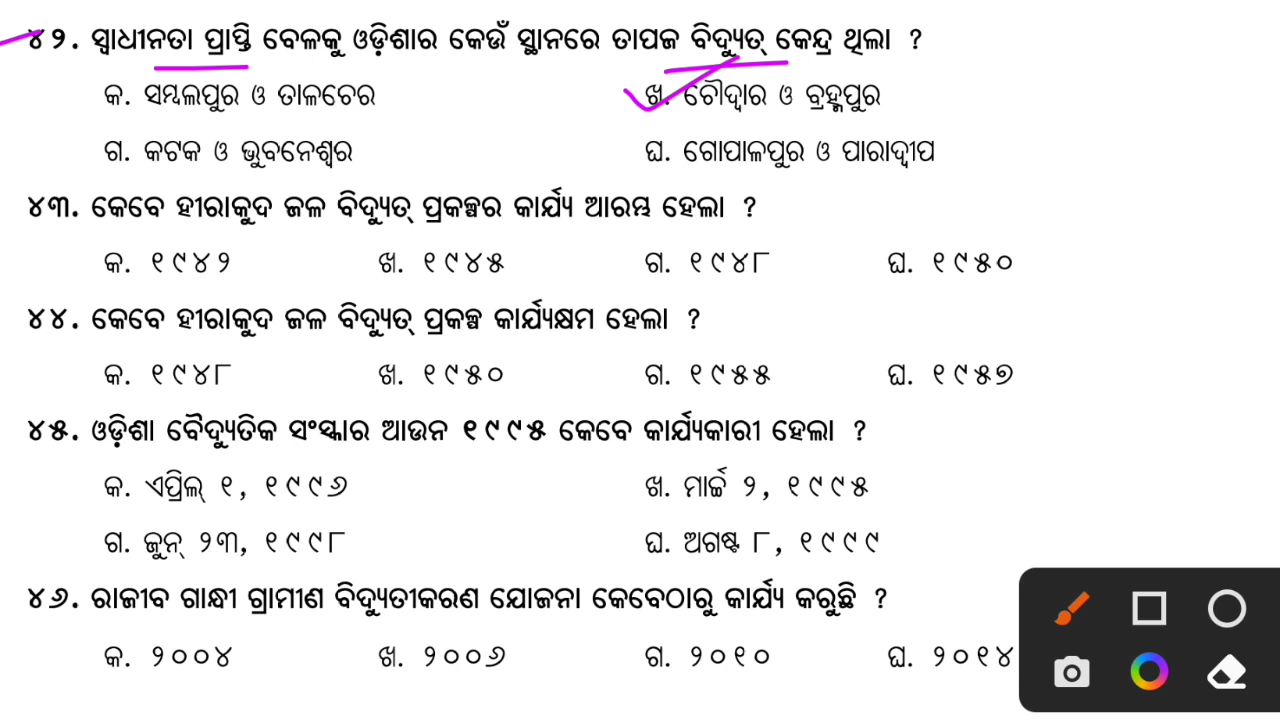 ୪୨. ସ୍ୱାଧୀନତା ପ୍ରାପ୍ତି ବେଳକୁ ଓଡ଼ିଶାର କେଉଁ ସ୍ଥାନରେ ତାପଜ ବିଦ୍ୟୁତ୍ କେନ୍ଦ୍ର ଥିଲା ?
କ. ସମ୍ବଲପୁର ଓ ତାଳଚେର ଖ. ଚୌଦ୍ୱାର ଓ ବ୍ରହ୍ମପୁର
ଗ. କଟକ ଓ ଭୁବନେଶ୍ୱର ଘ. ଗୋପାଳପୁର ଓ ପାରାଦ୍ୱୀପ
୪୩. କେବେ ହୀରାକୁଦ ଜଳ ବିଦ୍ୟୁତ୍ ପ୍ରକଳ୍ପର କାର୍ଯ୍ୟ ଆରମ୍ଭ ହେଲା ?
କ. ୧୯୪୨ ଖ. ୧୯୪୫ ଗ. ୧୯୪୮ ଘ. ୧୯୫୦
୪୪. କେବେ ହୀରାକୁଦ ଜଳ ବିଦ୍ୟୁତ୍ ପ୍ରକଳ୍ପ କାର୍ଯ୍ୟକ୍ଷମ ହେଲା ?
କ. ୧୯୪୮ ଖ. ୧୯୫୦ ଗ. ୧୯୫୫ ଘ. ୧୯୫୭
୪୫. ଓଡ଼ିଶା ବୈଦ୍ୟୁତିକ ସଂସ୍କାର ଆଇନ ୧୯୯୫ କେବେ କାର୍ଯ୍ୟକାରୀ ହେଲା ?
କ. ଏପ୍ରିଲ୍ ୧, ୧୯୯୬ ଖ. ମାର୍ଚ୍ଚ ୨, ୧୯୯୫
ଗ. ଜୁନ୍ ୨୩, ୧୯୯୮ ଘ. ଅଗଷ୍ଟ ୮, ୧୯୯୯
୪୬. ରାଜୀବ ଗାନ୍ଧୀ ଗ୍ରାମୀଣ ବିଦ୍ୟୁତୀକରଣ ଯୋଜନା କେବେଠାରୁ କାର୍ଯ୍ୟ କରୁଛି ?
କ. ୨୦୦୪ ଖ. ୨୦୦୬ ଗ. ୨୦୧୦ ଘ. ୨୦୧୪